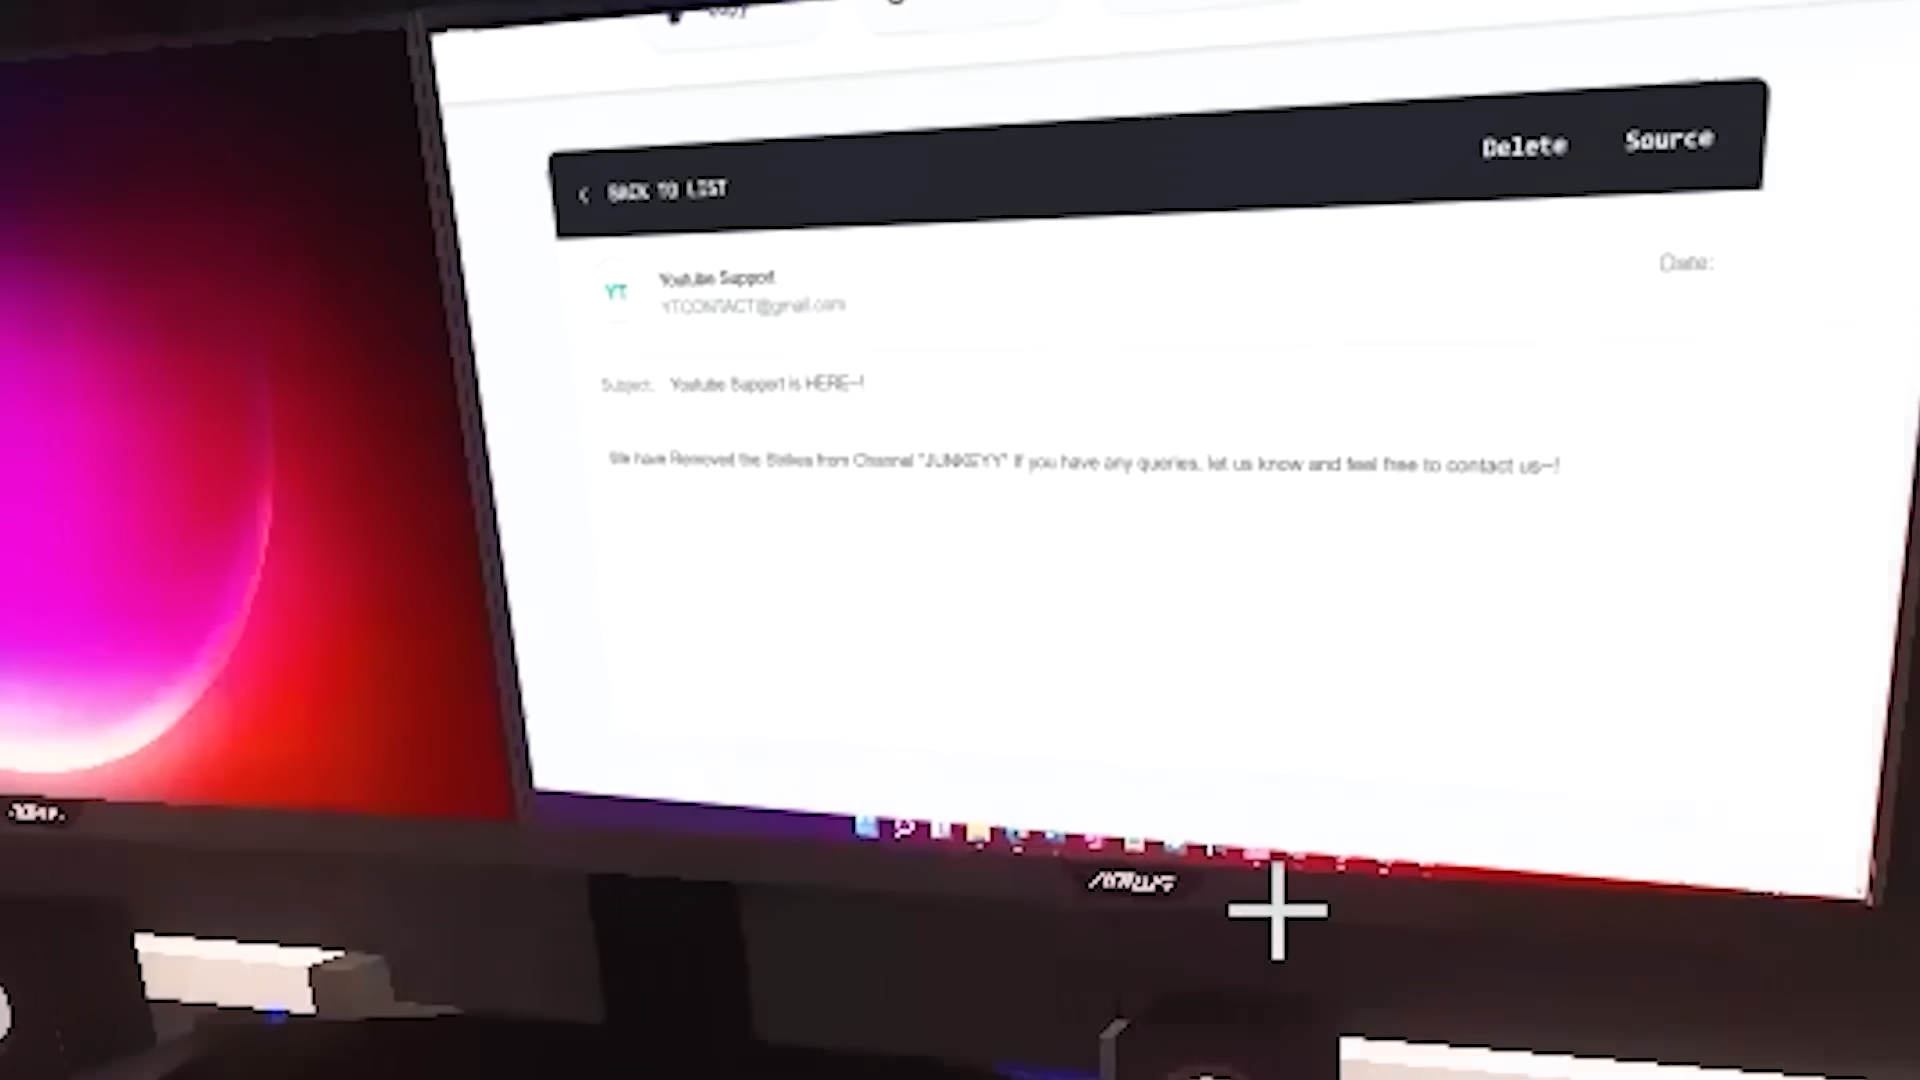 copy
Delete Source
< BACK TO LIST
YT Youtube Support
Date:
YTCONTACT@gmail.com
Subject: Youtube Support is HERE~!
We have Removed the Strikes from Channel "JUNKEYY" If you have any queries, let us know and feel free to contact us~!